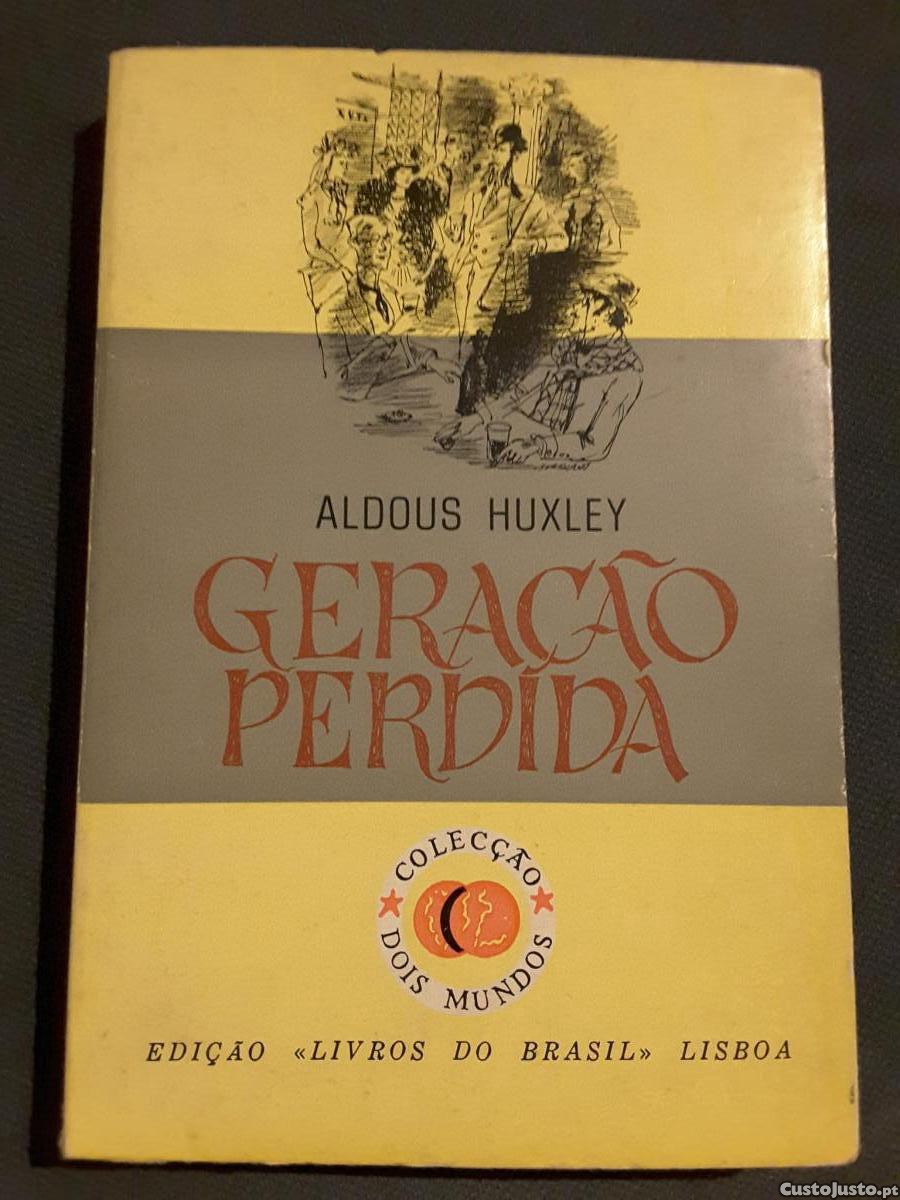 ALDOUS HUXLEY
GERAÇÃO
PERDIDA
COLECÇÃO
DOIS MUNDOS
EDIÇÃO «LIVROS DO BRASIL» LISBOA
CustoJusto.pt